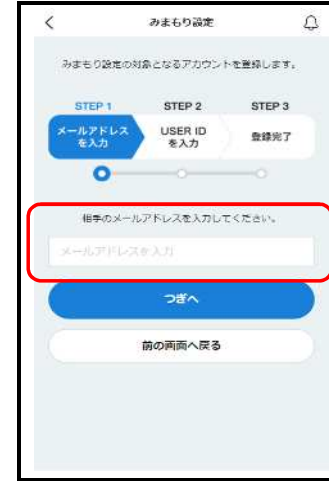 みまもり設定
みまもり設定の対象となるアカウントを登録します。
STEP 1 STEP 2 STEP 3
メールアドレス
を入力
USER ID
を入力
登録完了
相手のメールアドレスを入力してください。
メールアドレスを入力
つぎへ
前の画面へ戻る